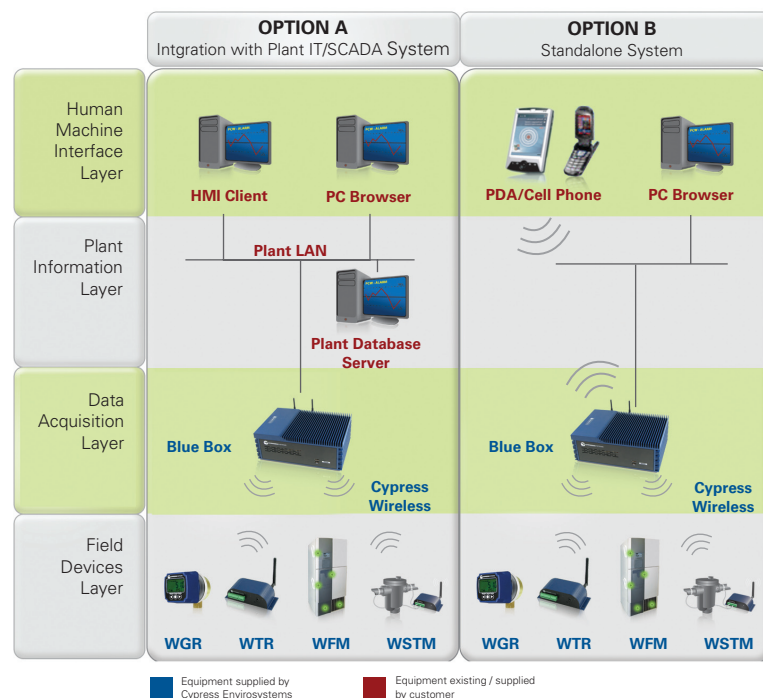 OPTION A
Intgration with Plant IT/SCADA System
OPTION B
Standalone System
Human
Machine
Interface
Layer
HMI Client
PC Browser
PDA/Cell Phone
PC Browser
Plant
Information
Layer
Plant LAN
Plant Database
Server
Data
Acquisition
Layer
Blue Box
Cypress
Wireless
Blue Box
Cypress
Wireless
Field
Devices
Layer
WGR
WTR
WFM
WSTM
WGR
WTR
WFM
WSTM
Equipment supplied by
Cypress Envirosystems
Equipment existing / supplied
by customer